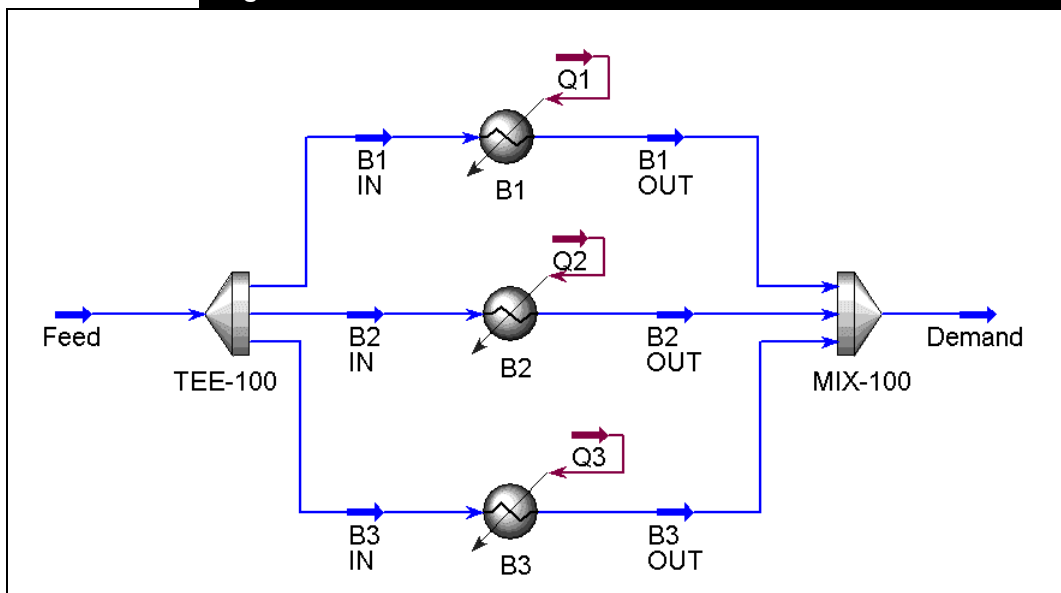 Q1
B1
IN
B1
B1
OUT
Q2
Feed
TEE-100
B2
IN
B2
B2
OUT
MIX-100
Demand
Q3
B3
IN
B3
B3
OUT